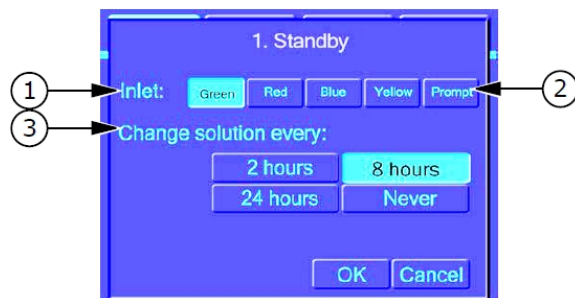 1. Standby
1 Inlet: Green Red Blue Yellow Prompt 2
3 Change solution every:
2 hours 8 hours
24 hours Never
OK Cancel